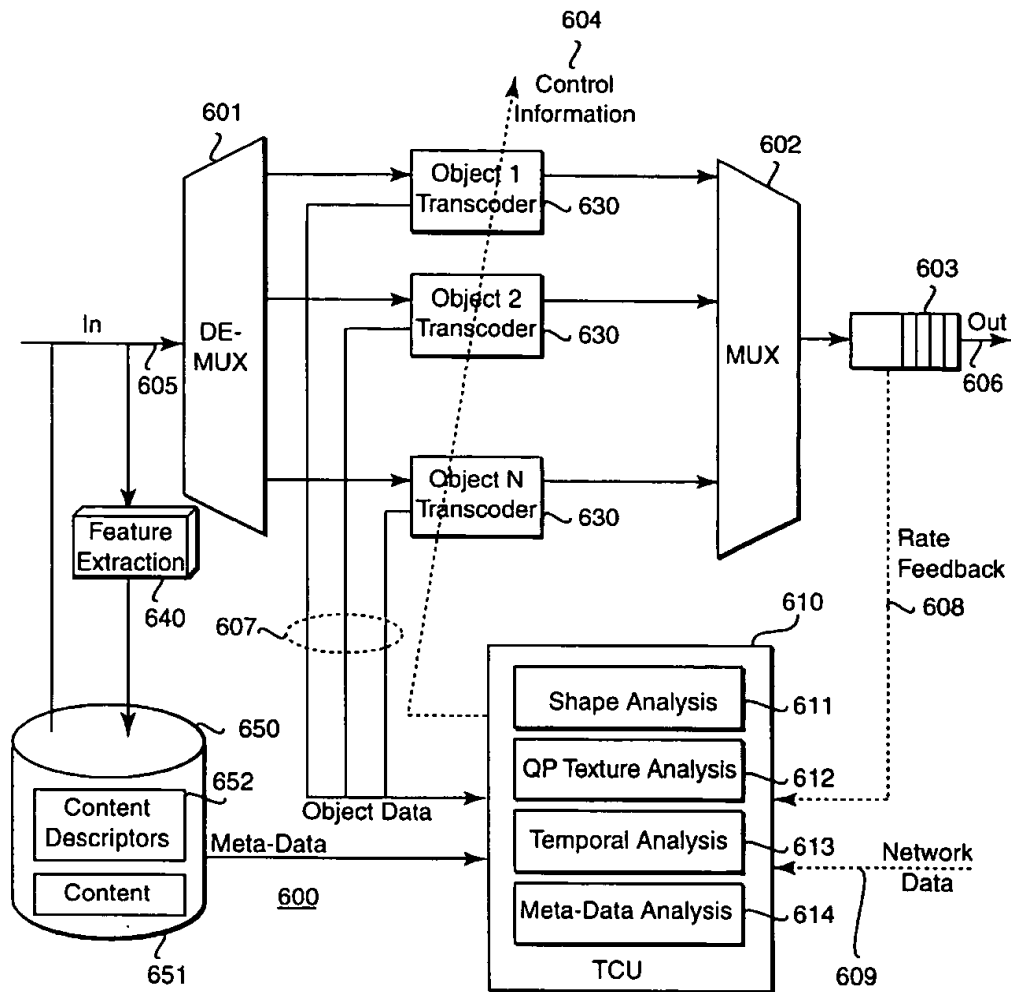 604
Control
Information
601
602
Object 1
Transcoder
630
603
Object 2
Transcoder
630
In
605
DE-
MUX
MUX
Out
606
Object N
Transcoder
630
Feature
Extraction
640
Rate
Feedback
608
607
610
Shape Analysis
611
650
QP Texture Analysis
612
652
Content
Descriptors
Object Data
Temporal Analysis
613
Meta-Data
Network
Data
Content
600
Meta-Data Analysis
614
651
TCU
609